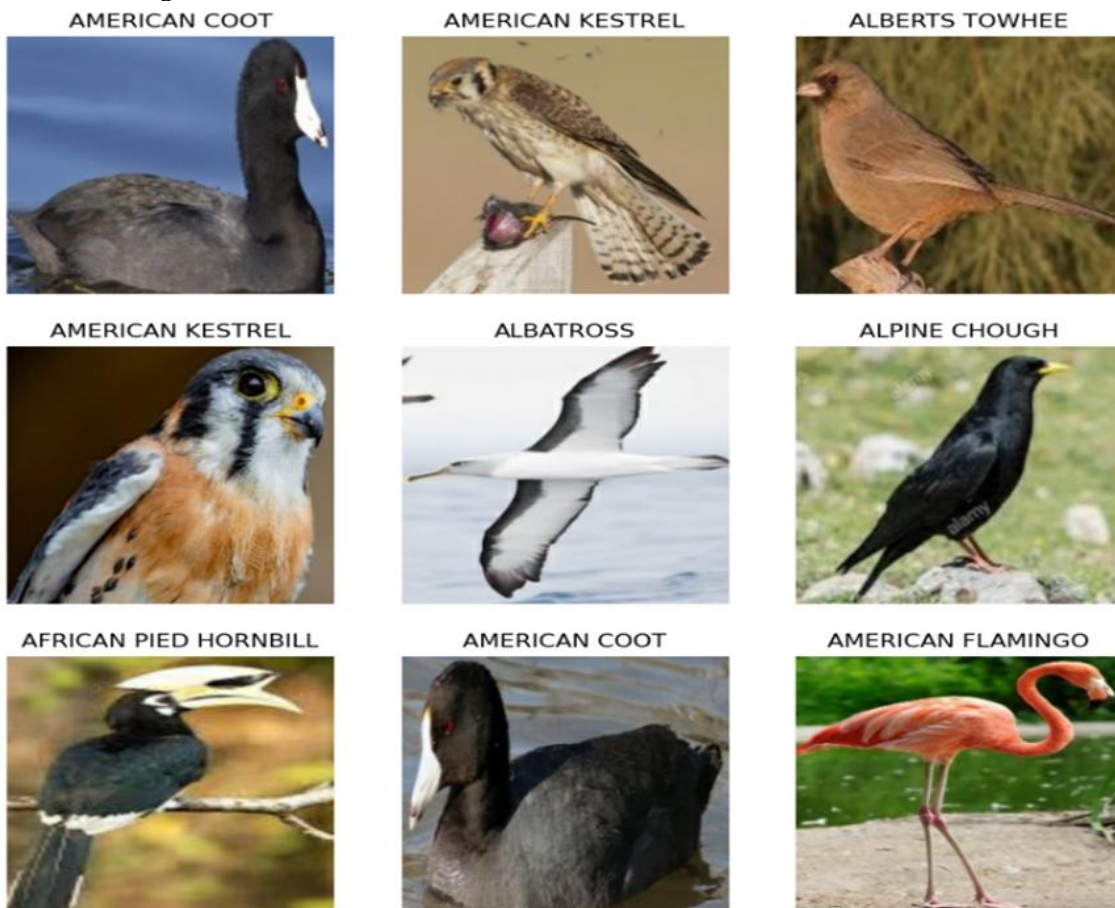 AMERICAN COOT
AMERICAN KESTREL
ALBERTS TOWHEE
AMERICAN KESTREL
ALBATROSS
ALPINE CHOUGH
alamy
alamy
AFRICAN PIED HORNBILL
AMERICAN COOT
AMERICAN FLAMINGO